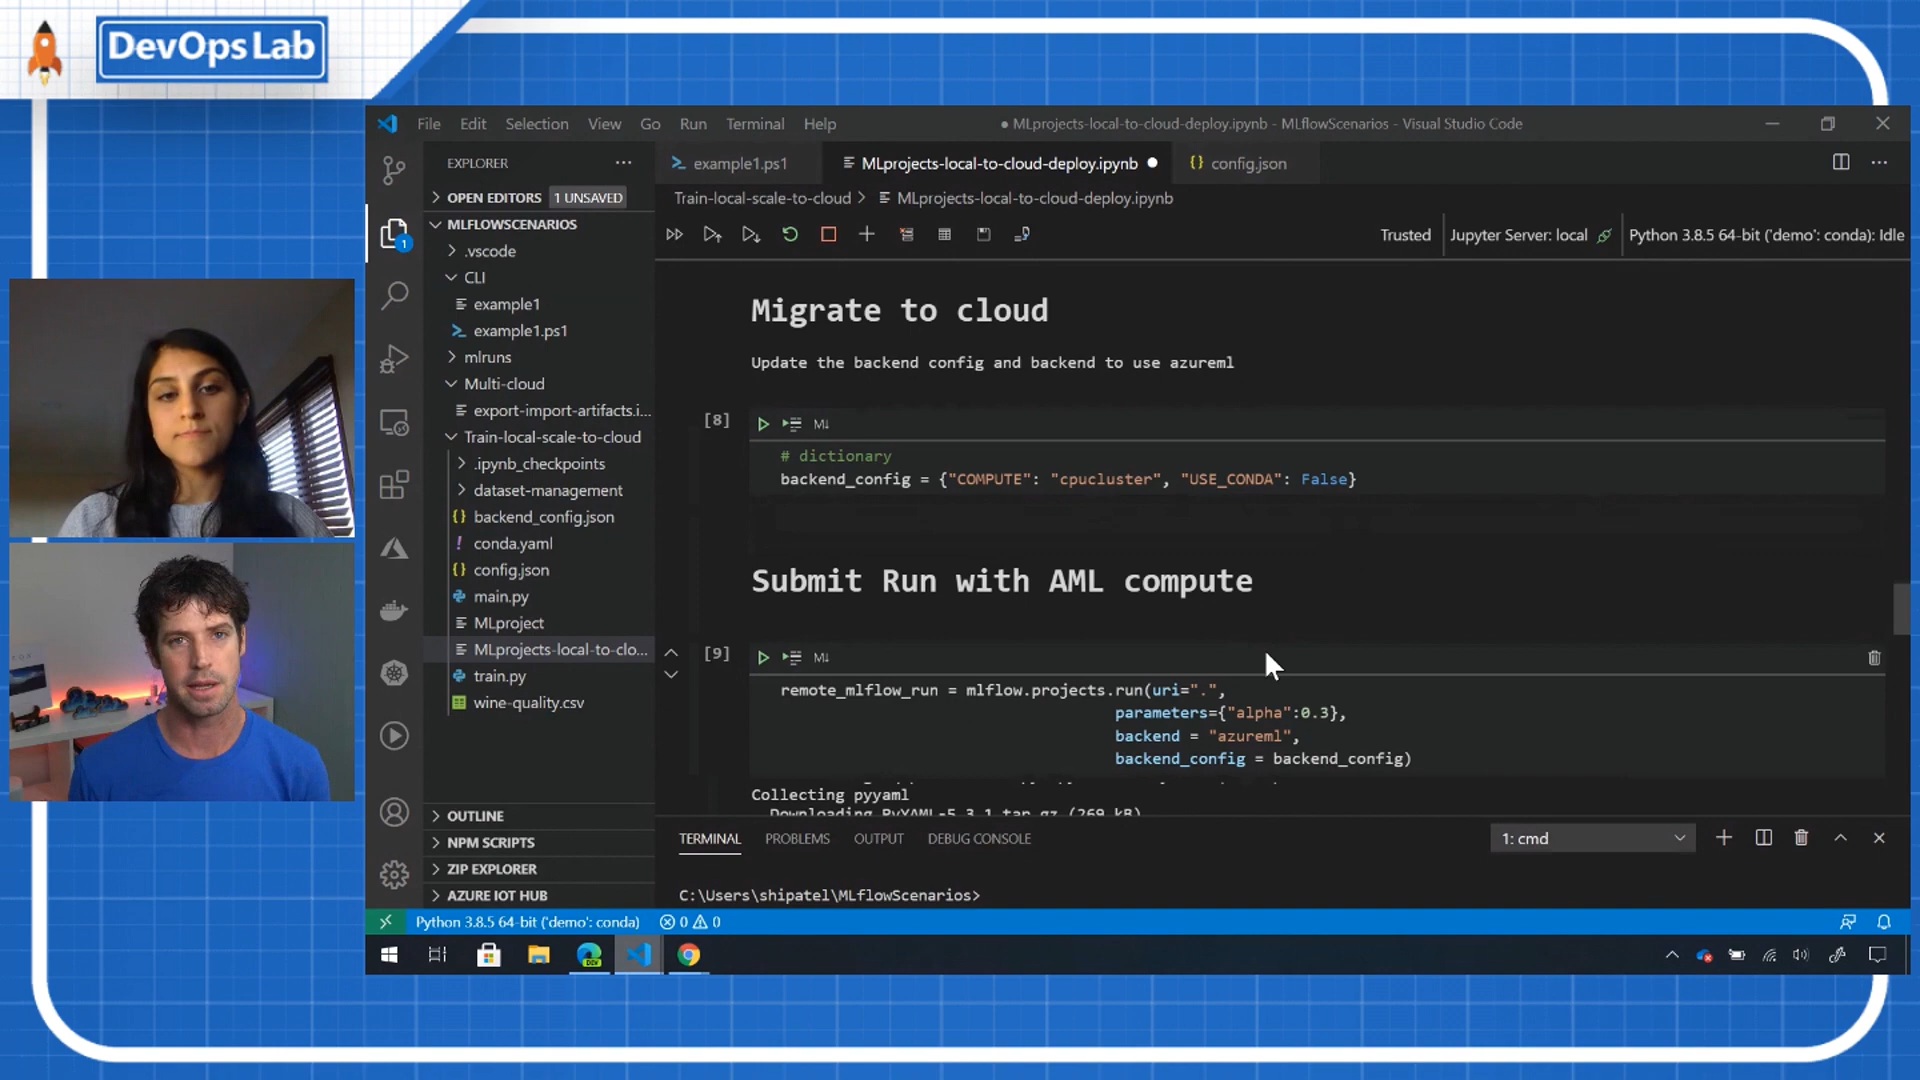 DevOps Lab
File Edit Selection View Go Run Terminal Help
● MLprojects-local-to-cloud-deploy.ipynb - MLflowScenarios - Visual Studio Code
EXPLORER
example1.ps1
MLprojects-local-to-cloud-deploy.ipynb
config.json
OPEN EDITORS 1 UNSAVED
Train-local-scale-to-cloud > MLprojects-local-to-cloud-deploy.ipynb
MLFLOWSCENARIOS
Trusted
Jupyter Server: local
Python 3.8.5 64-bit ('demo': conda): Idle
1
.vscode
CLI
example1
example1.ps1
mlruns
Multi-cloud
export-import-artifacts.i...
Train-local-scale-to-cloud
.ipynb_checkpoints
dataset-management
backend_config.json
conda.yaml
config.json
main.py
MLproject
MLprojects-local-to-clo...
train.py
wine-quality.csv
OUTLINE
NPM SCRIPTS
ZIP EXPLORER
AZURE IOT HUB
Migrate to cloud
Update the backend config and backend to use azureml
[8]
M↓
# dictionary
backend_config = {"COMPUTE": "cpucluster", "USE_CONDA": False}
Submit Run with AML compute
[9]
M↓
remote_mlflow_run = mlflow.projects.run(uri=".",
parameters={"alpha":0.3},
backend = "azureml",
backend_config = backend_config)
Collecting pyyaml
Downloading PyYAML-5.3.1.tar.gz (269 kB)
TERMINAL PROBLEMS OUTPUT DEBUG CONSOLE
1: cmd
C:\Users\shipatel\MLflowScenarios>
Python 3.8.5 64-bit ('demo': conda)
0 0
DEV